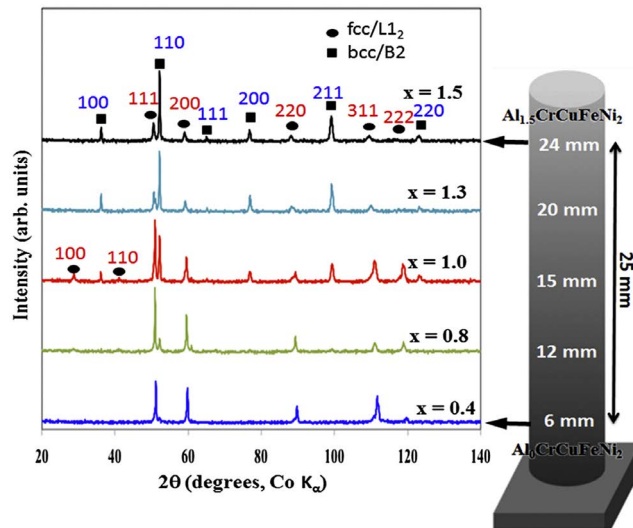 fcc/L1₂
bcc/B2
110
100
111
200
111
200
220
211
311
222
220
x = 1.5
x = 1.3
100
110
x = 1.0
x = 0.8
x = 0.4
Intensity (arb. units)
20 40 60 80 100 120 140
2θ (degrees, Co Kα)
Al₁.₅CrCuFeNi₂
24 mm
20 mm
15 mm
12 mm
6 mm
25 mm